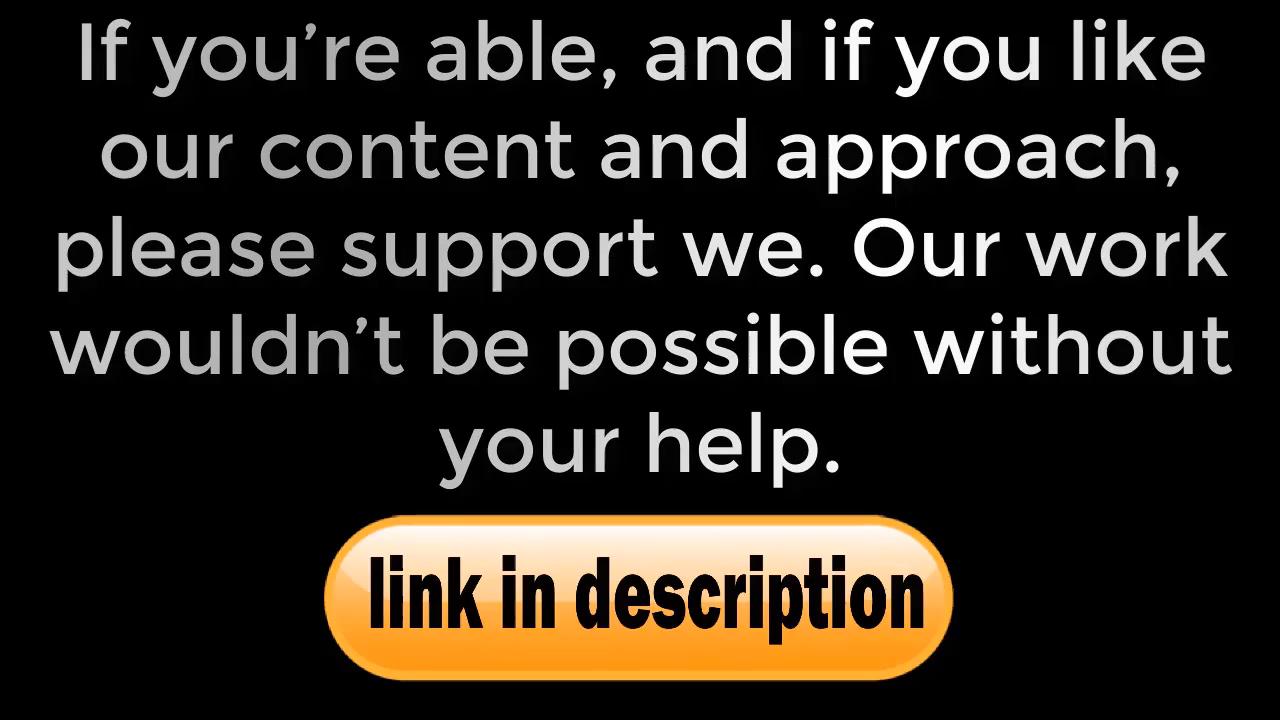 If you’re able, and if you like
our content and approach,
please support we. Our work
wouldn’t be possible without
your help.
link in description